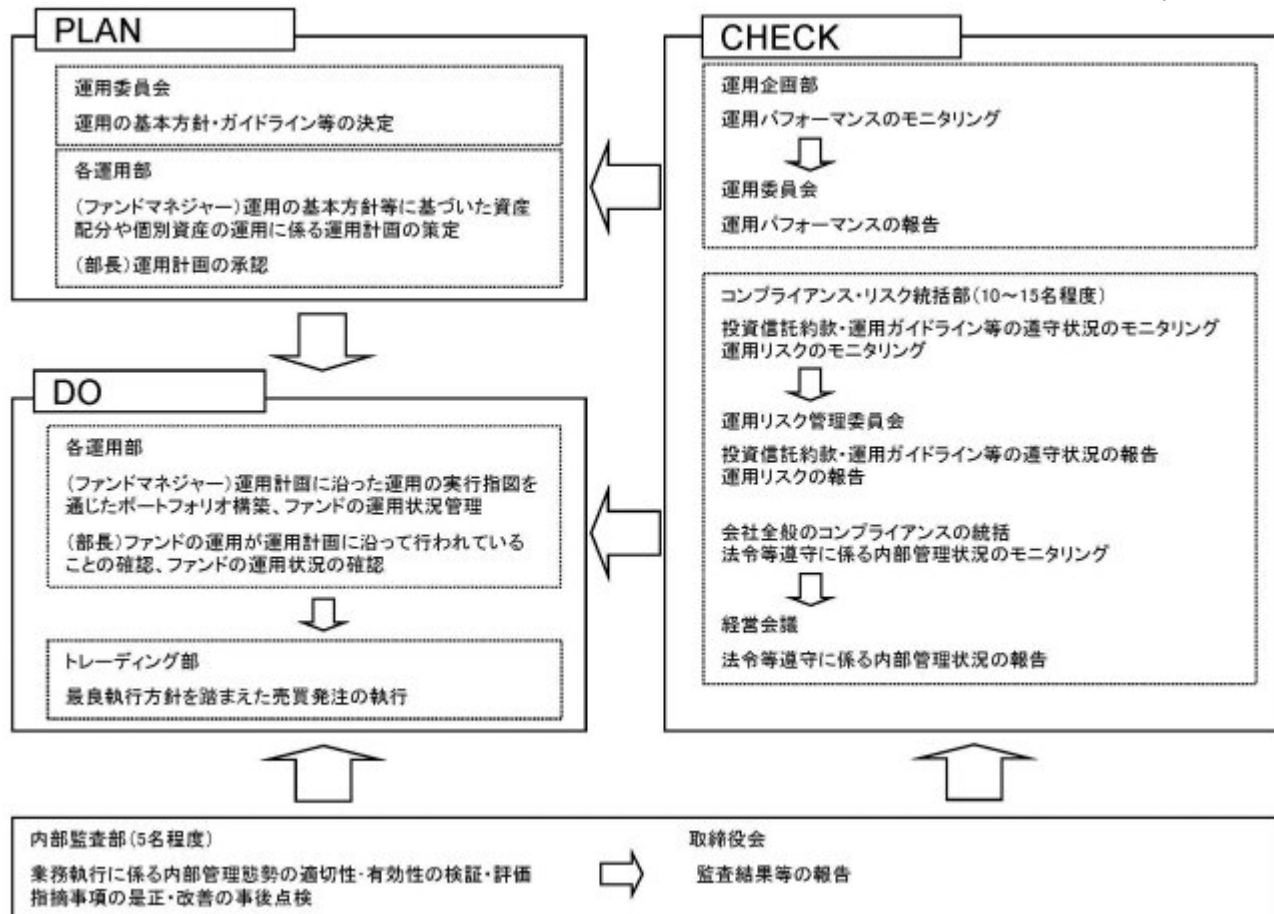 PLAN
運用委員会
運用の基本方針・ガイドライン等の決定
各運用部
(ファンドマネジャー)運用の基本方針等に基づいた資産
配分や個別資産の運用に係る運用計画の策定
(部長)運用計画の承認
DO
各運用部
(ファンドマネジャー)運用計画に沿った運用の実行指図を
通じたポートフォリオ構築、ファンドの運用状況管理
(部長)ファンドの運用が運用計画に沿って行われている
ことの確認、ファンドの運用状況の確認
トレーディング部
最良執行方針を踏まえた売買発注の執行
CHECK
運用企画部
運用パフォーマンスのモニタリング
運用委員会
運用パフォーマンスの報告
コンプライアンス・リスク統括部(10～15名程度)
投資信託約款・運用ガイドライン等の遵守状況のモニタリング
運用リスクのモニタリング
運用リスク管理委員会
投資信託約款・運用ガイドライン等の遵守状況の報告
運用リスクの報告
会社全般のコンプライアンスの統括
法令等遵守に係る内部管理状況のモニタリング
経営会議
法令等遵守に係る内部管理状況の報告
内部監査部(5名程度)
業務執行に係る内部管理態勢の適切性・有効性の検証・評価
指摘事項の是正・改善の事後点検
取締役会
監査結果等の報告